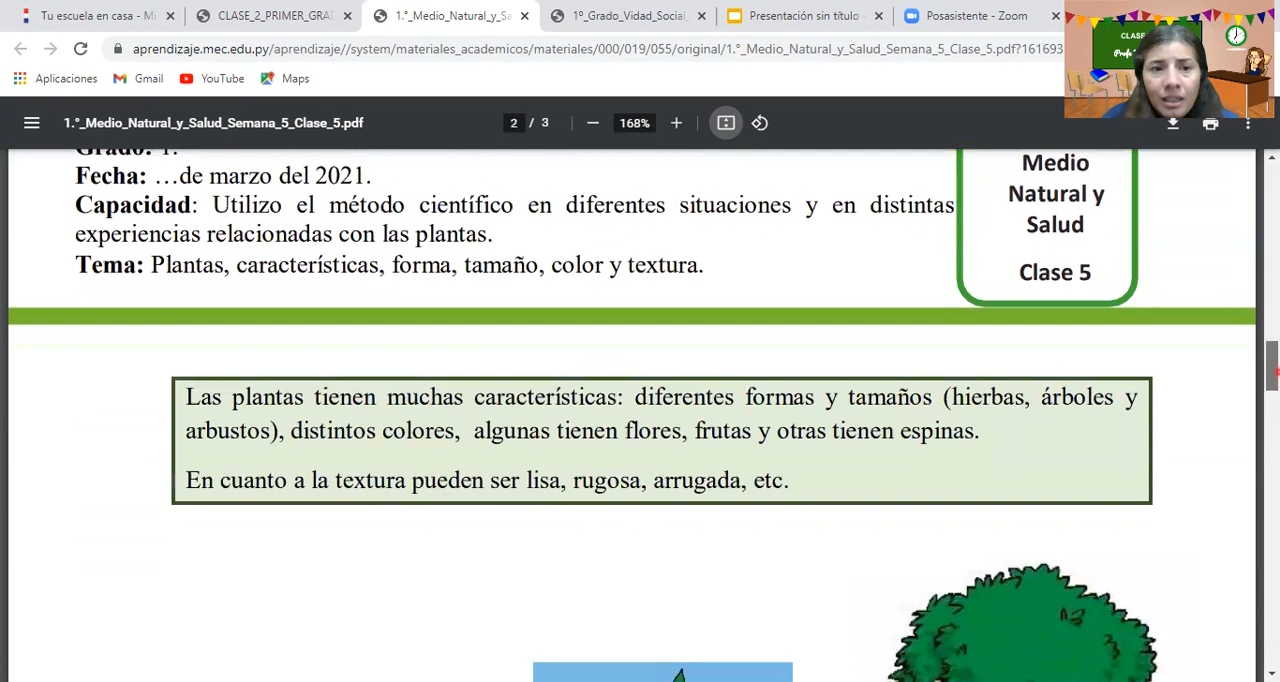 Tu escuela en casa - Mi
CLASE_2_PRIMER_GRA
1.°_Medio_Natural_y_Sa
1º_Grado_Vidad_Social_
Presentación sin título
Posasistente - Zoom
aprendizaje.mec.edu.py/aprendizaje//system/materiales_academicos/materiales/000/019/055/original/1.°_Medio_Natural_y_Salud_Semana_5_Clase_5.pdf?161693
Aplicaciones
Gmail
YouTube
Maps
CLASE
1.°_Medio_Natural_y_Salud_Semana_5_Clase_5.pdf
2 / 3
168%
Grado: 1.
Fecha: …de marzo del 2021.
Capacidad: Utilizo el método científico en diferentes situaciones y en distintas
experiencias relacionadas con las plantas.
Tema: Plantas, características, forma, tamaño, color y textura.
Medio
Natural y
Salud
Clase 5
Las plantas tienen muchas características: diferentes formas y tamaños (hierbas, árboles y
arbustos), distintos colores, algunas tienen flores, frutas y otras tienen espinas.
En cuanto a la textura pueden ser lisa, rugosa, arrugada, etc.